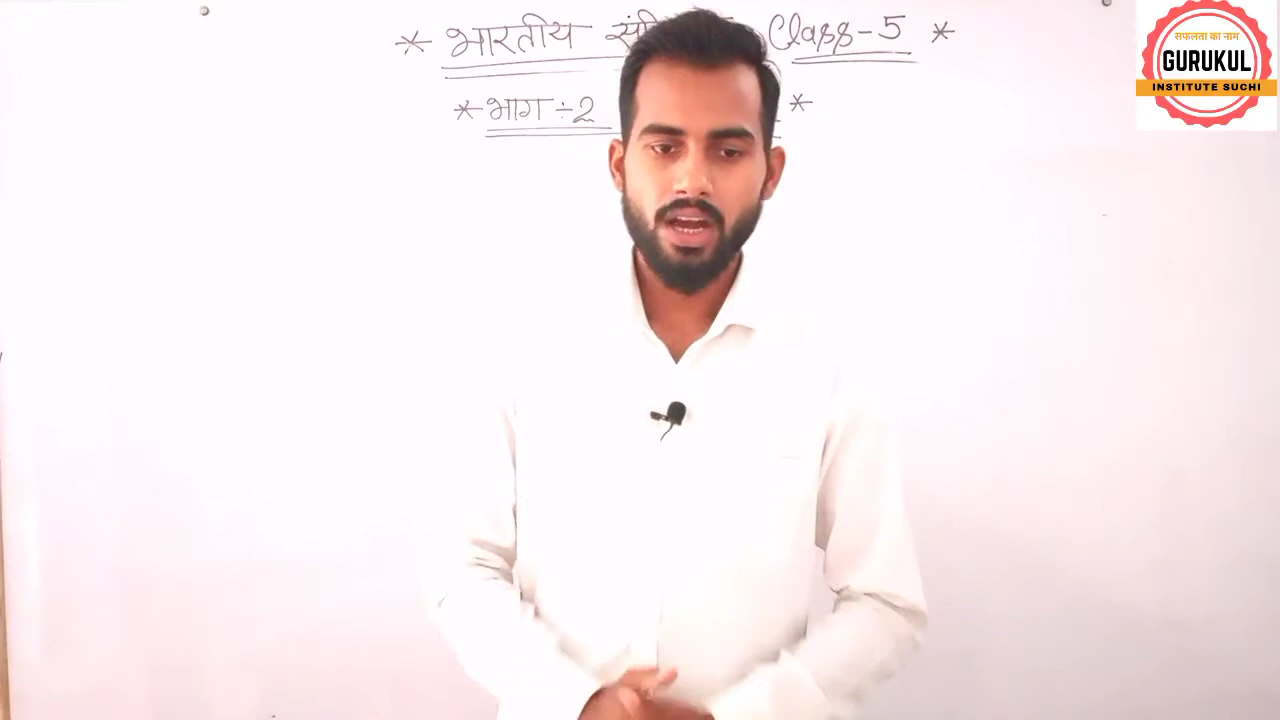 * भारतीय Class-5 *
* भाग ÷ 2 *
सफलता का नाम
GURUKUL
INSTITUTE SUCHI